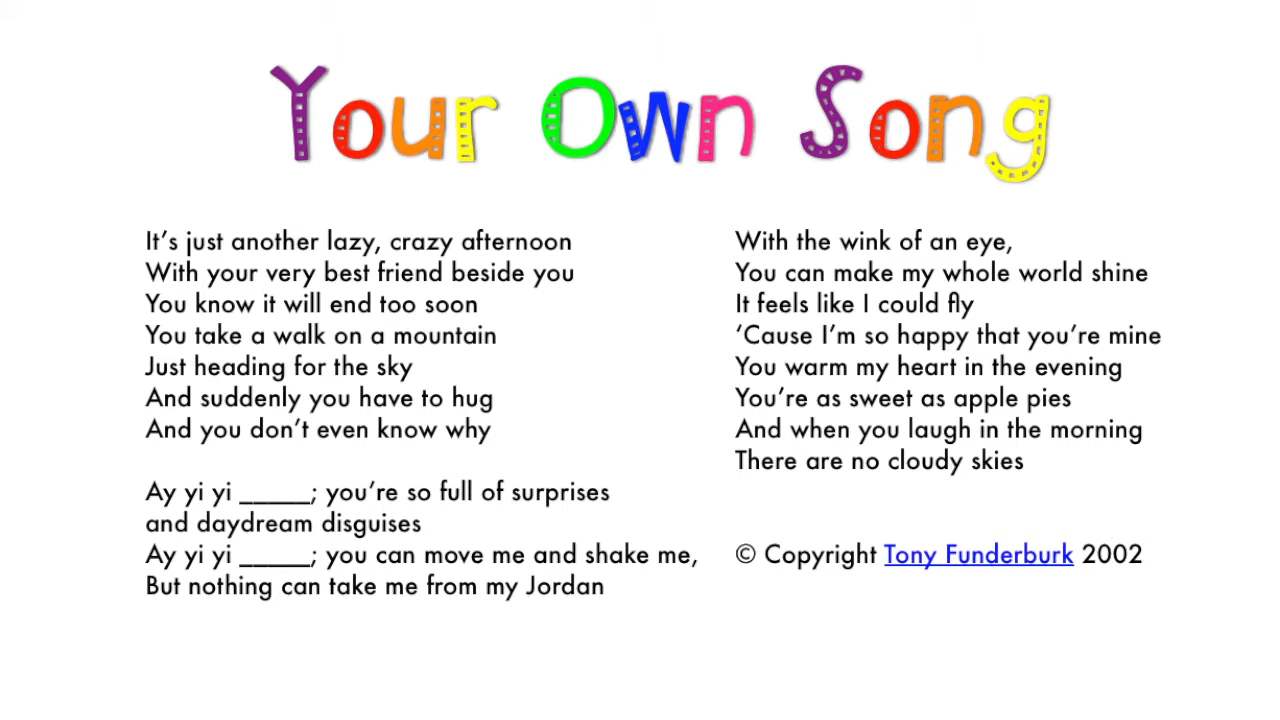 Your Own Song
It’s just another lazy, crazy afternoon
With your very best friend beside you
You know it will end too soon
You take a walk on a mountain
Just heading for the sky
And suddenly you have to hug
And you don’t even know why
Ay yi yi _____; you’re so full of surprises
and daydream disguises
Ay yi yi _____; you can move me and shake me,
But nothing can take me from my Jordan
With the wink of an eye,
You can make my whole world shine
It feels like I could fly
‘Cause I’m so happy that you’re mine
You warm my heart in the evening
You’re as sweet as apple pies
And when you laugh in the morning
There are no cloudy skies
© Copyright Tony Funderburk 2002